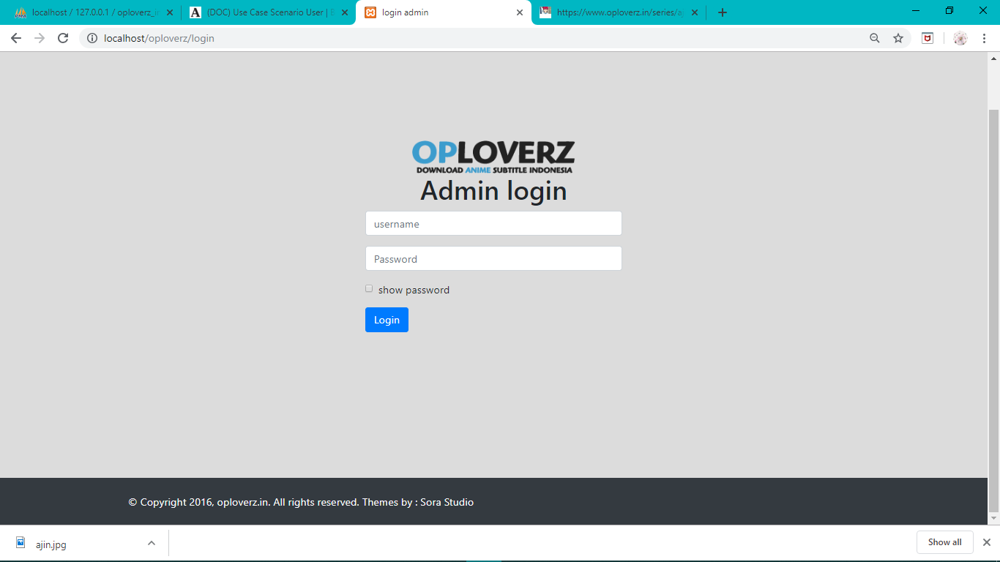 localhost / 127.0.0.1 / oploverz_i
(DOC) Use Case Scenario User |
login admin
https://www.oploverz.in/series/aj
localhost/oploverz/login
OPLOVERZ
DOWNLOAD ANIME SUBTITLE INDONESIA
Admin login
username
Password
show password
Login
© Copyright 2016, oploverz.in. All rights reserved. Themes by : Sora Studio
ajin.jpg
Show all